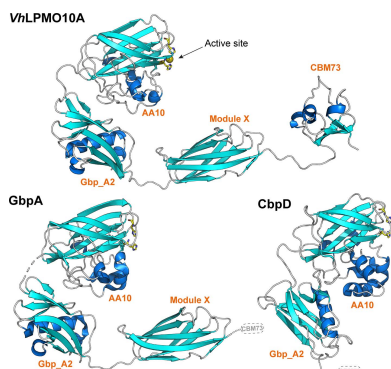 VhLPMO10A
Active site
CBM73
AA10
Module X
Gbp_A2
GbpA
CbpD
AA10
Module X
Gbp_A2
CBM73
AA10
Gbp_A2